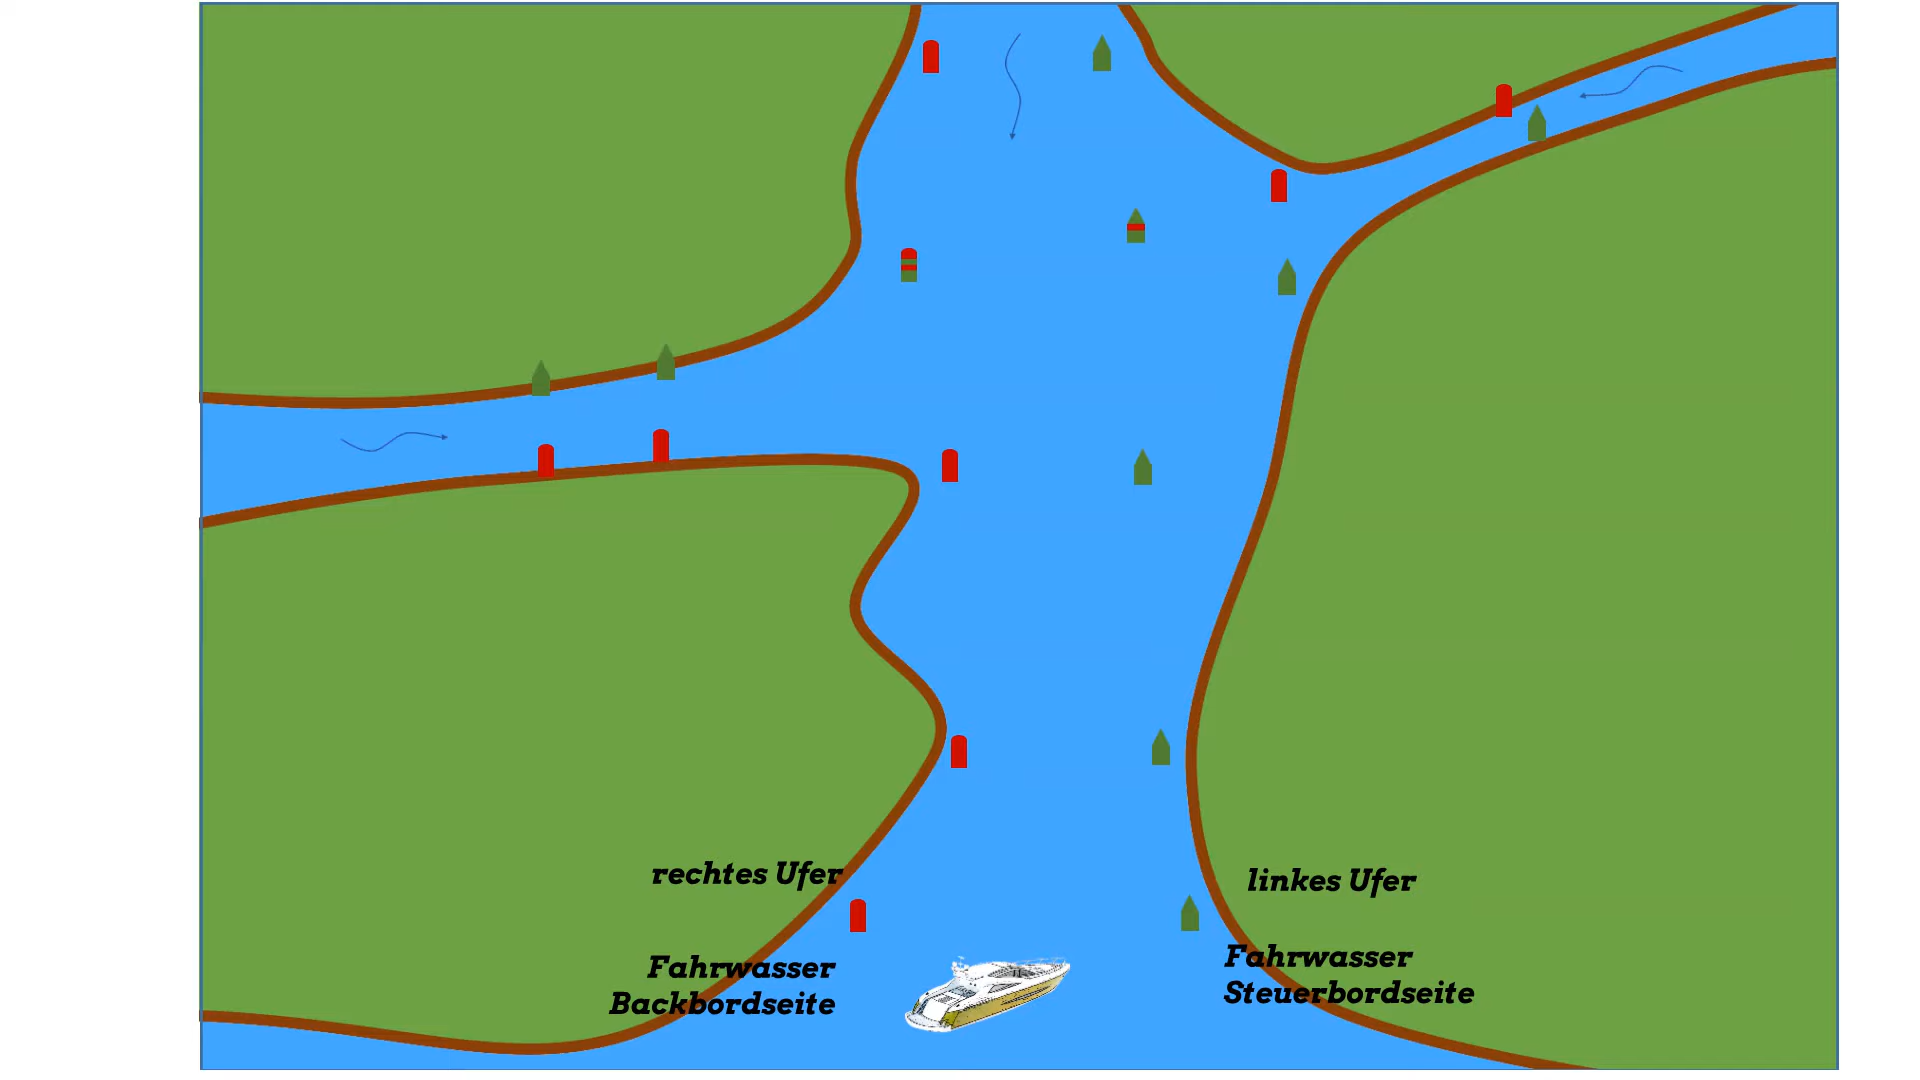 rechtes Ufer
linkes Ufer
Fahrwasser
Backbordseite
Fahrwasser
Steuerbordseite